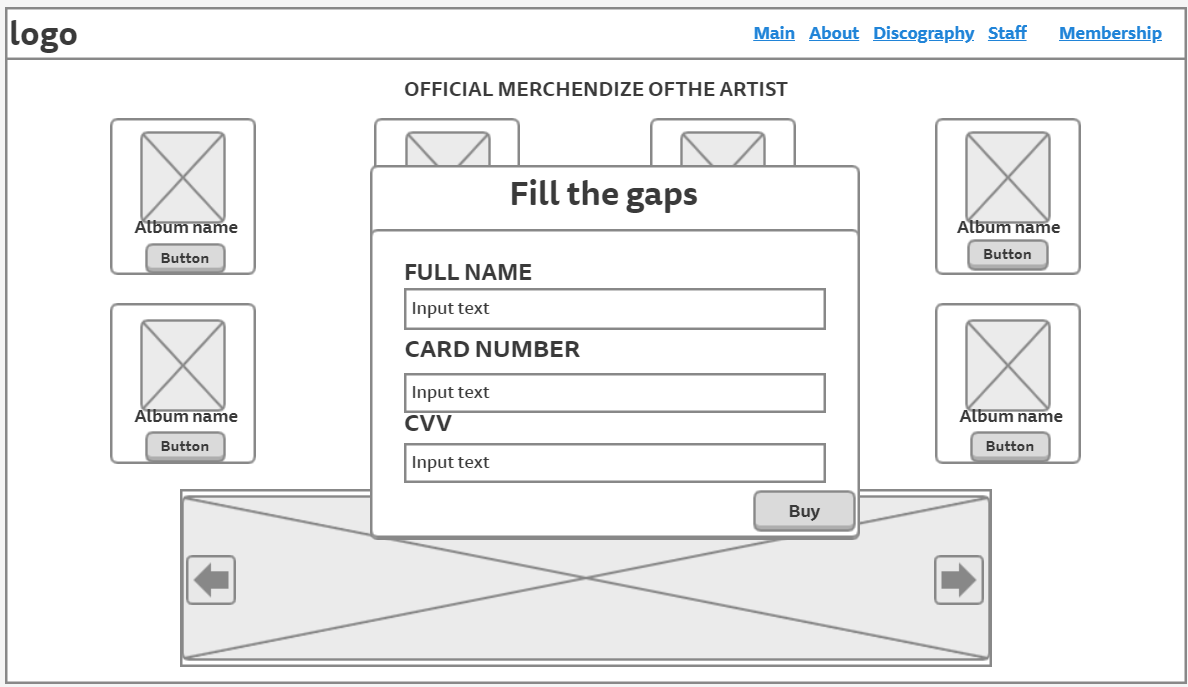 logo
Main About Discography Staff Membership
OFFICIAL MERCHENDIZE OFTHE ARTIST
Fill the gaps
Album name
Button
Album name
Button
FULL NAME
Input text
CARD NUMBER
Input text
CVV
Input text
Album name
Button
Album name
Button
Buy